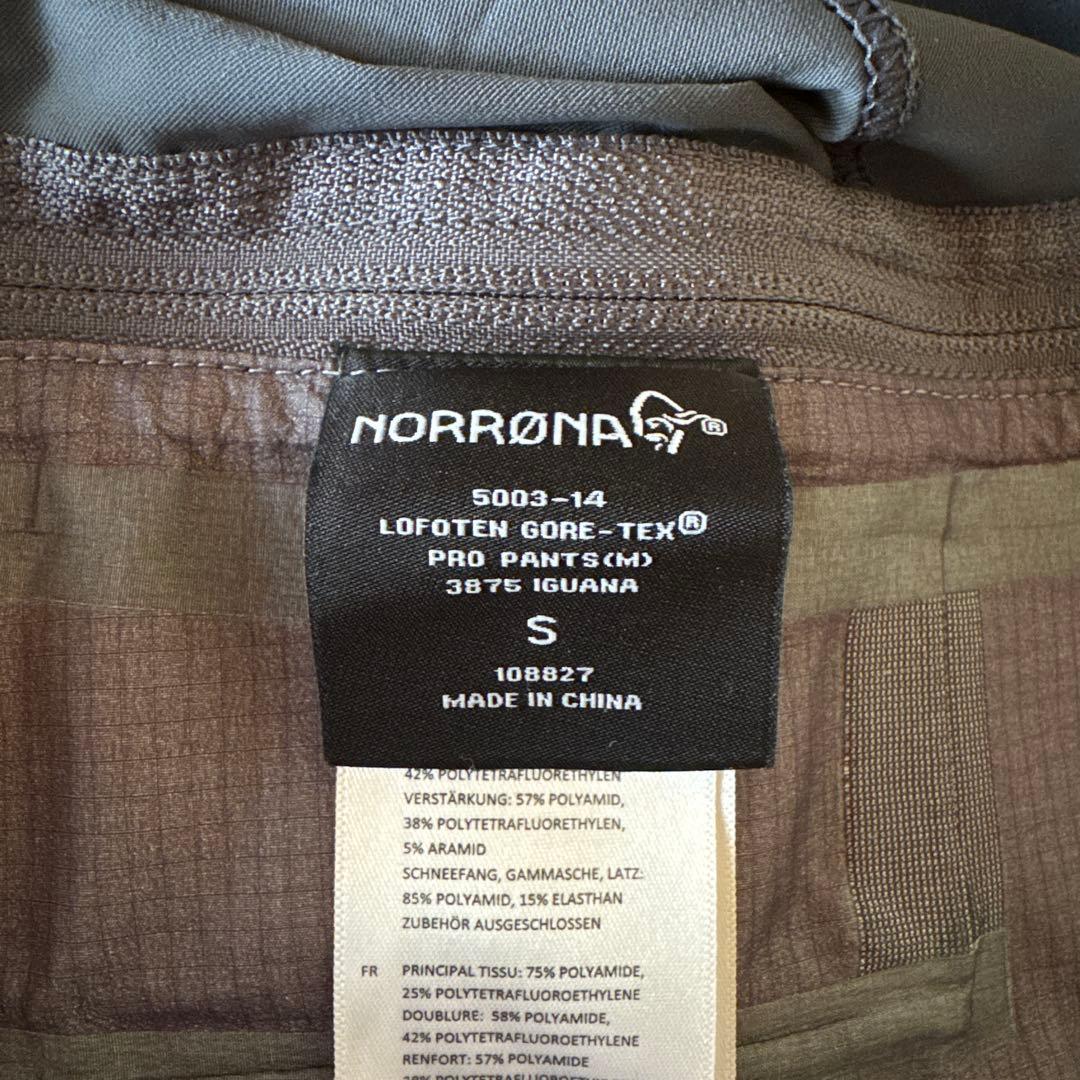 NORRØNA®
5003-14
LOFOTEN GORE-TEX®
PRO PANTS(M)
3875 IGUANA
S
108827
MADE IN CHINA
42% POLYTETRAFLUORETHYLEN
VERSTÄRKUNG: 57% POLYAMID,
38% POLYTETRAFLUORETHYLEN,
5% ARAMID
SCHNEEFANG, GAMMASCHE, LATZ:
85% POLYAMID, 15% ELASTHAN
ZUBEHÖR AUSGESCHLOSSEN
FR PRINCIPAL TISSU: 75% POLYAMIDE,
25% POLYTETRAFLUOROETHYLENE
DOUBLURE: 58% POLYAMIDE,
42% POLYTETRAFLUOROETHYLENE
RENFORT: 57% POLYAMIDE